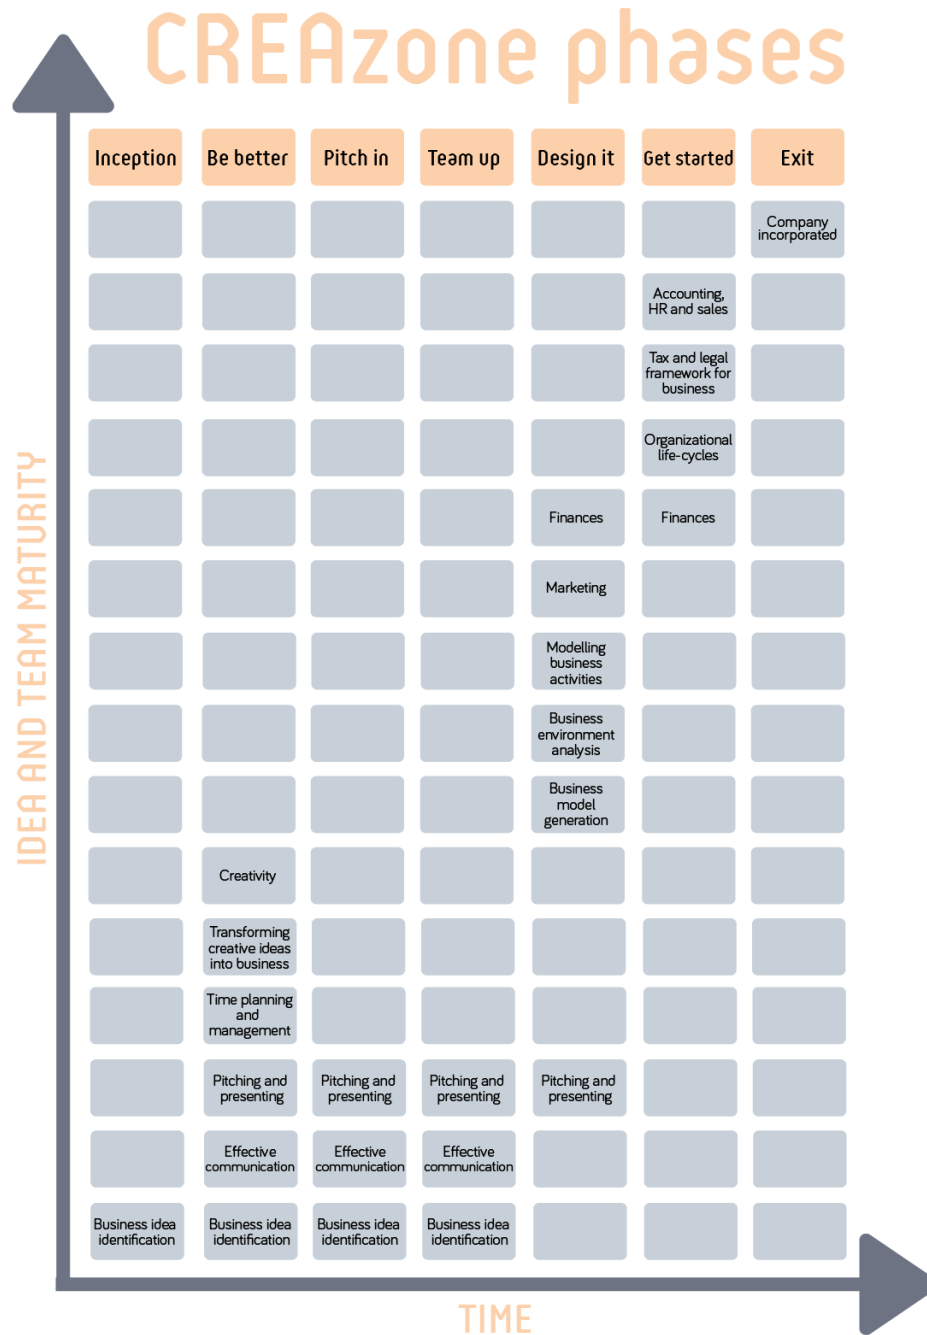 CREAzone phases
Inception
Be better
Pitch in
Team up
Design it
Get started
Exit
Company
incorporated
Accounting,
HR and sales
Tax and legal
framework for
business
Organizational
life-cycles
Finances
Finances
Marketing
Modelling
business
activities
Business
environment
analysis
Business
model
generation
Creativity
Transforming
creative ideas
into business
Time planning
and
management
Pitching and
presenting
Pitching and
presenting
Pitching and
presenting
Pitching and
presenting
Effective
communication
Effective
communication
Effective
communication
Business idea
identification
Business idea
identification
Business idea
identification
Business idea
identification
IDEA AND TEAM MATURITY
TIME